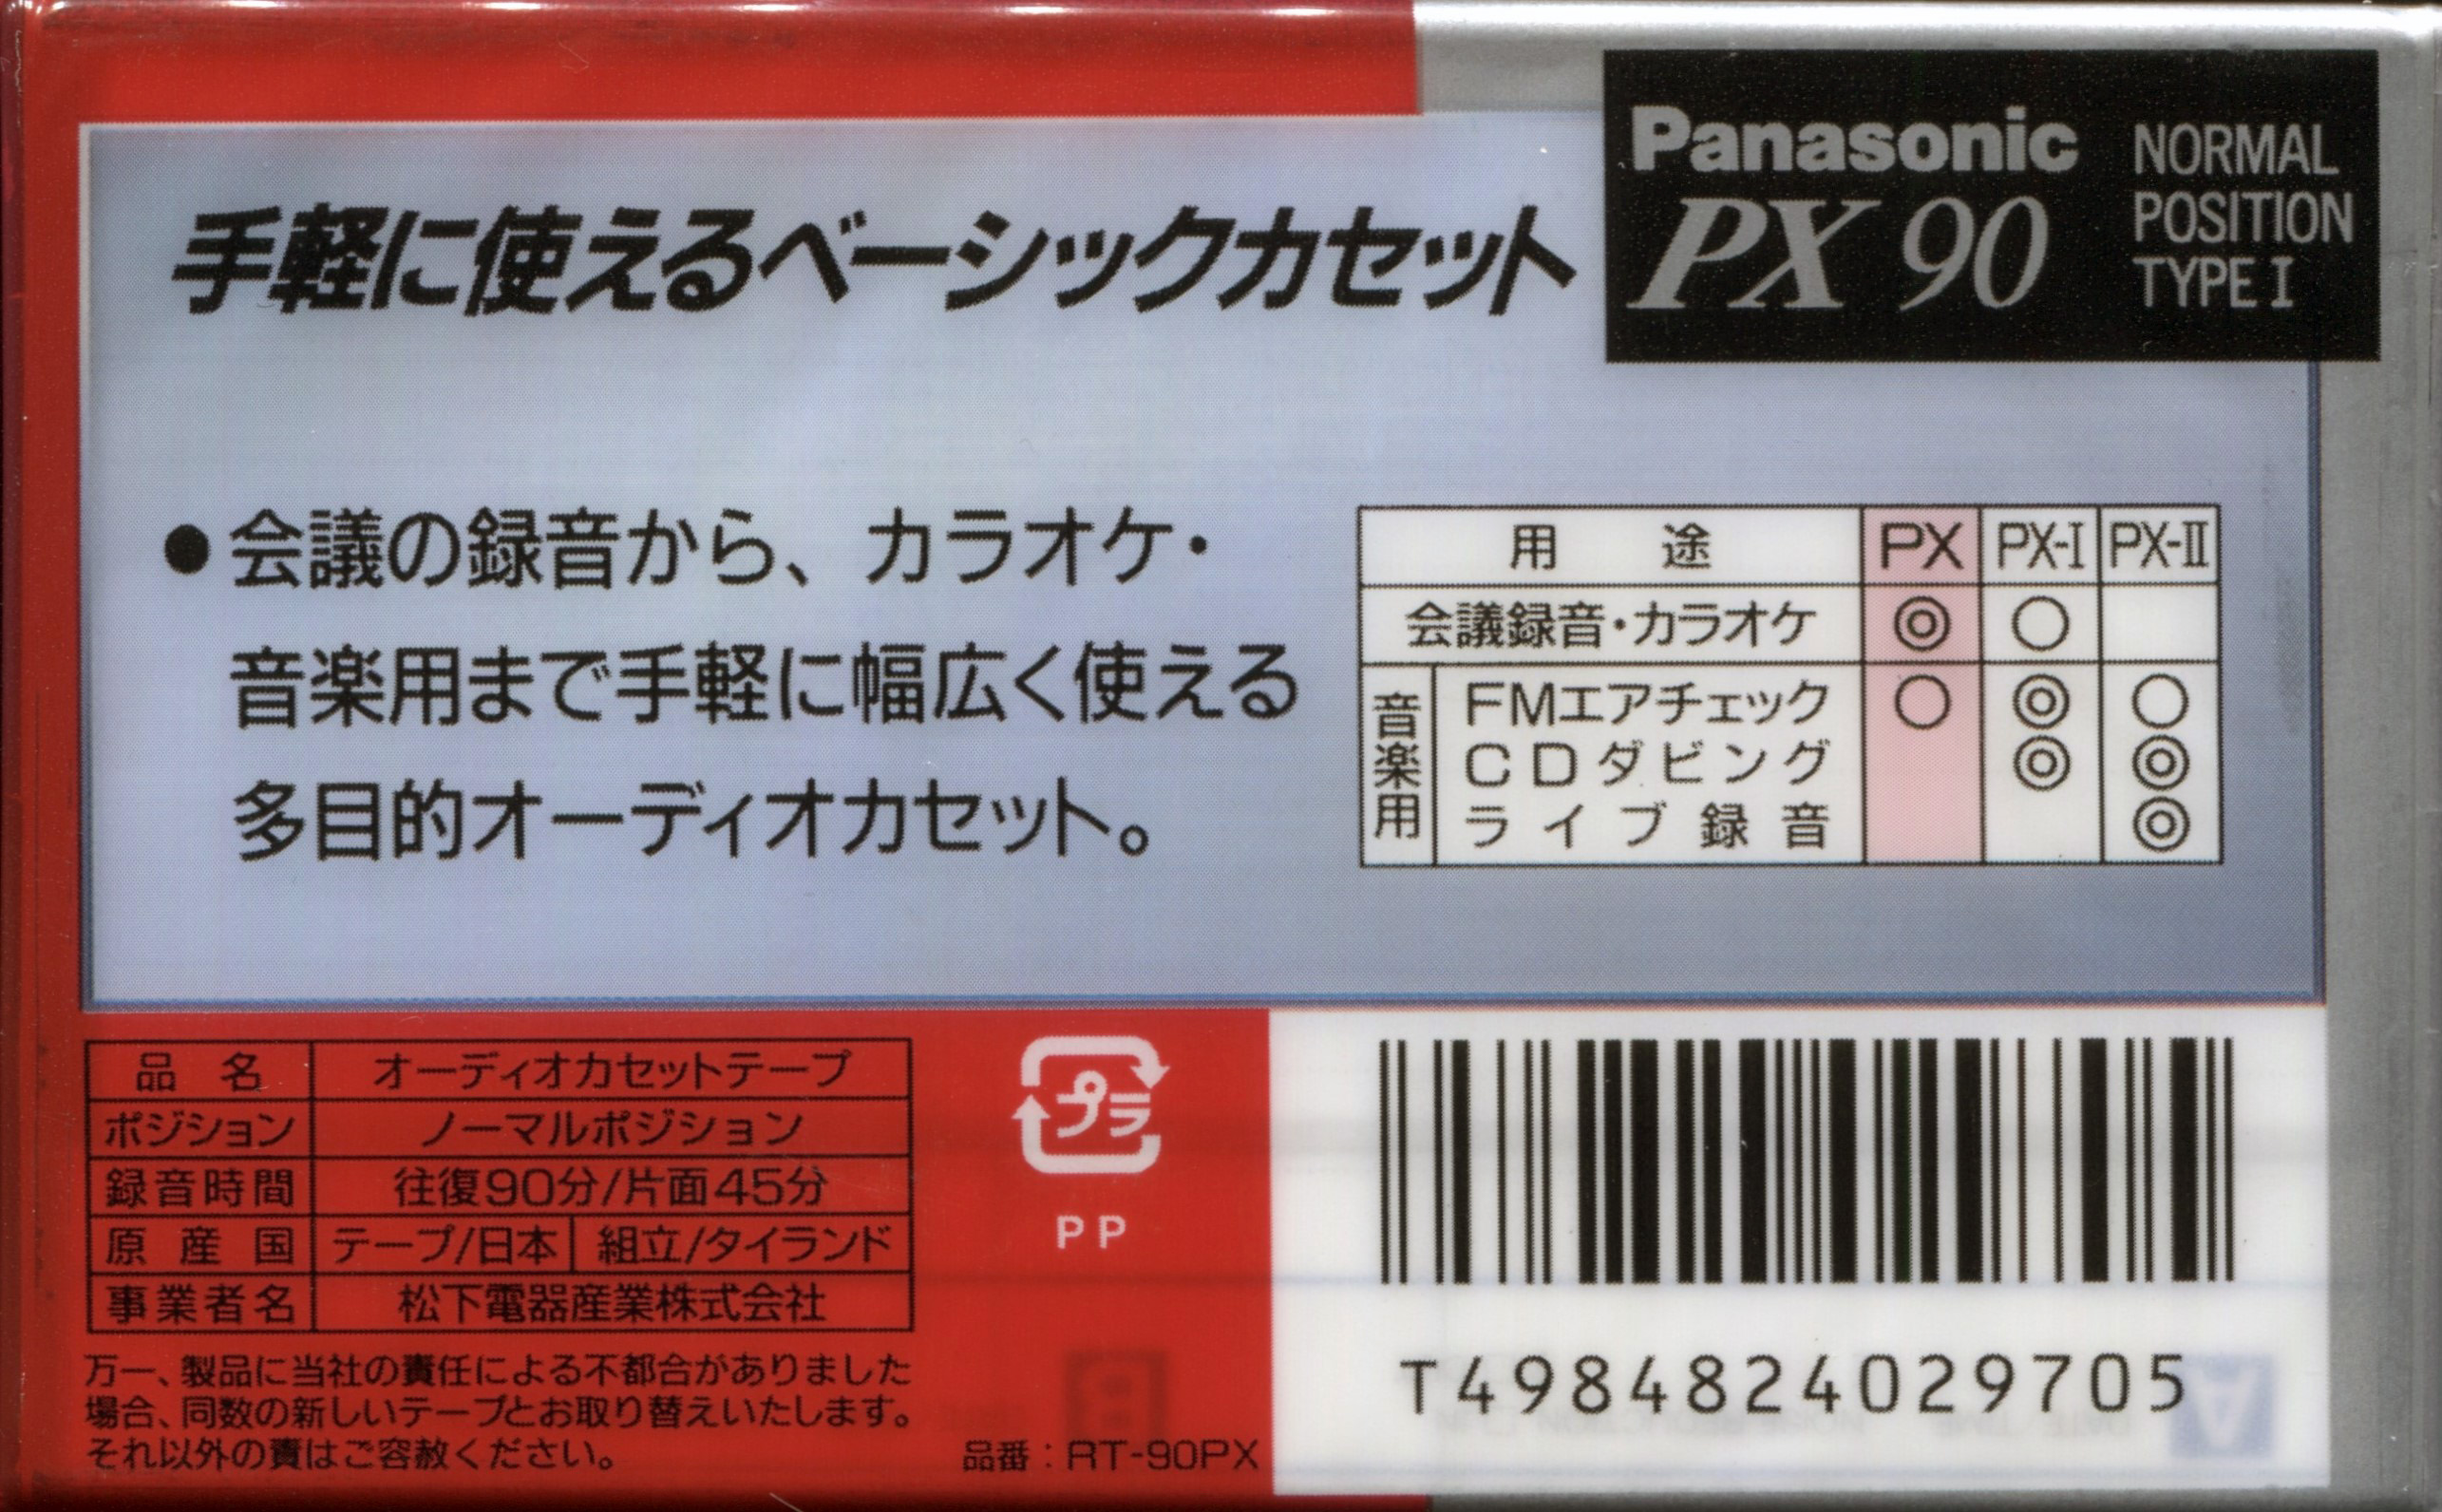 手軽に使えるベーシックカセット
Panasonic
PX 90
NORMAL
POSITION
TYPE I
●会議の録音から、カラオケ・
音楽用まで手軽に幅広く使える
多目的オーディオカセット。
用途 PX PX-I PX-II
会議録音・カラオケ ◎ ○
音楽用
FMエアチェック ○ ◎ ○
CDダビング ◎ ◎
ライブ録音 ◎
品名 オーディオカセットテープ
ポジション ノーマルポジション
録音時間 往復90分/片面45分
原産国 テープ/日本 組立/タイランド
事業者名 松下電器産業株式会社
万一、製品に当社の責任による不都合がありました
場合、同数の新しいテープとお取り替えいたします。
それ以外の責はご容赦ください。
プラ
PP
品番:RT-90PX
T4984824029705